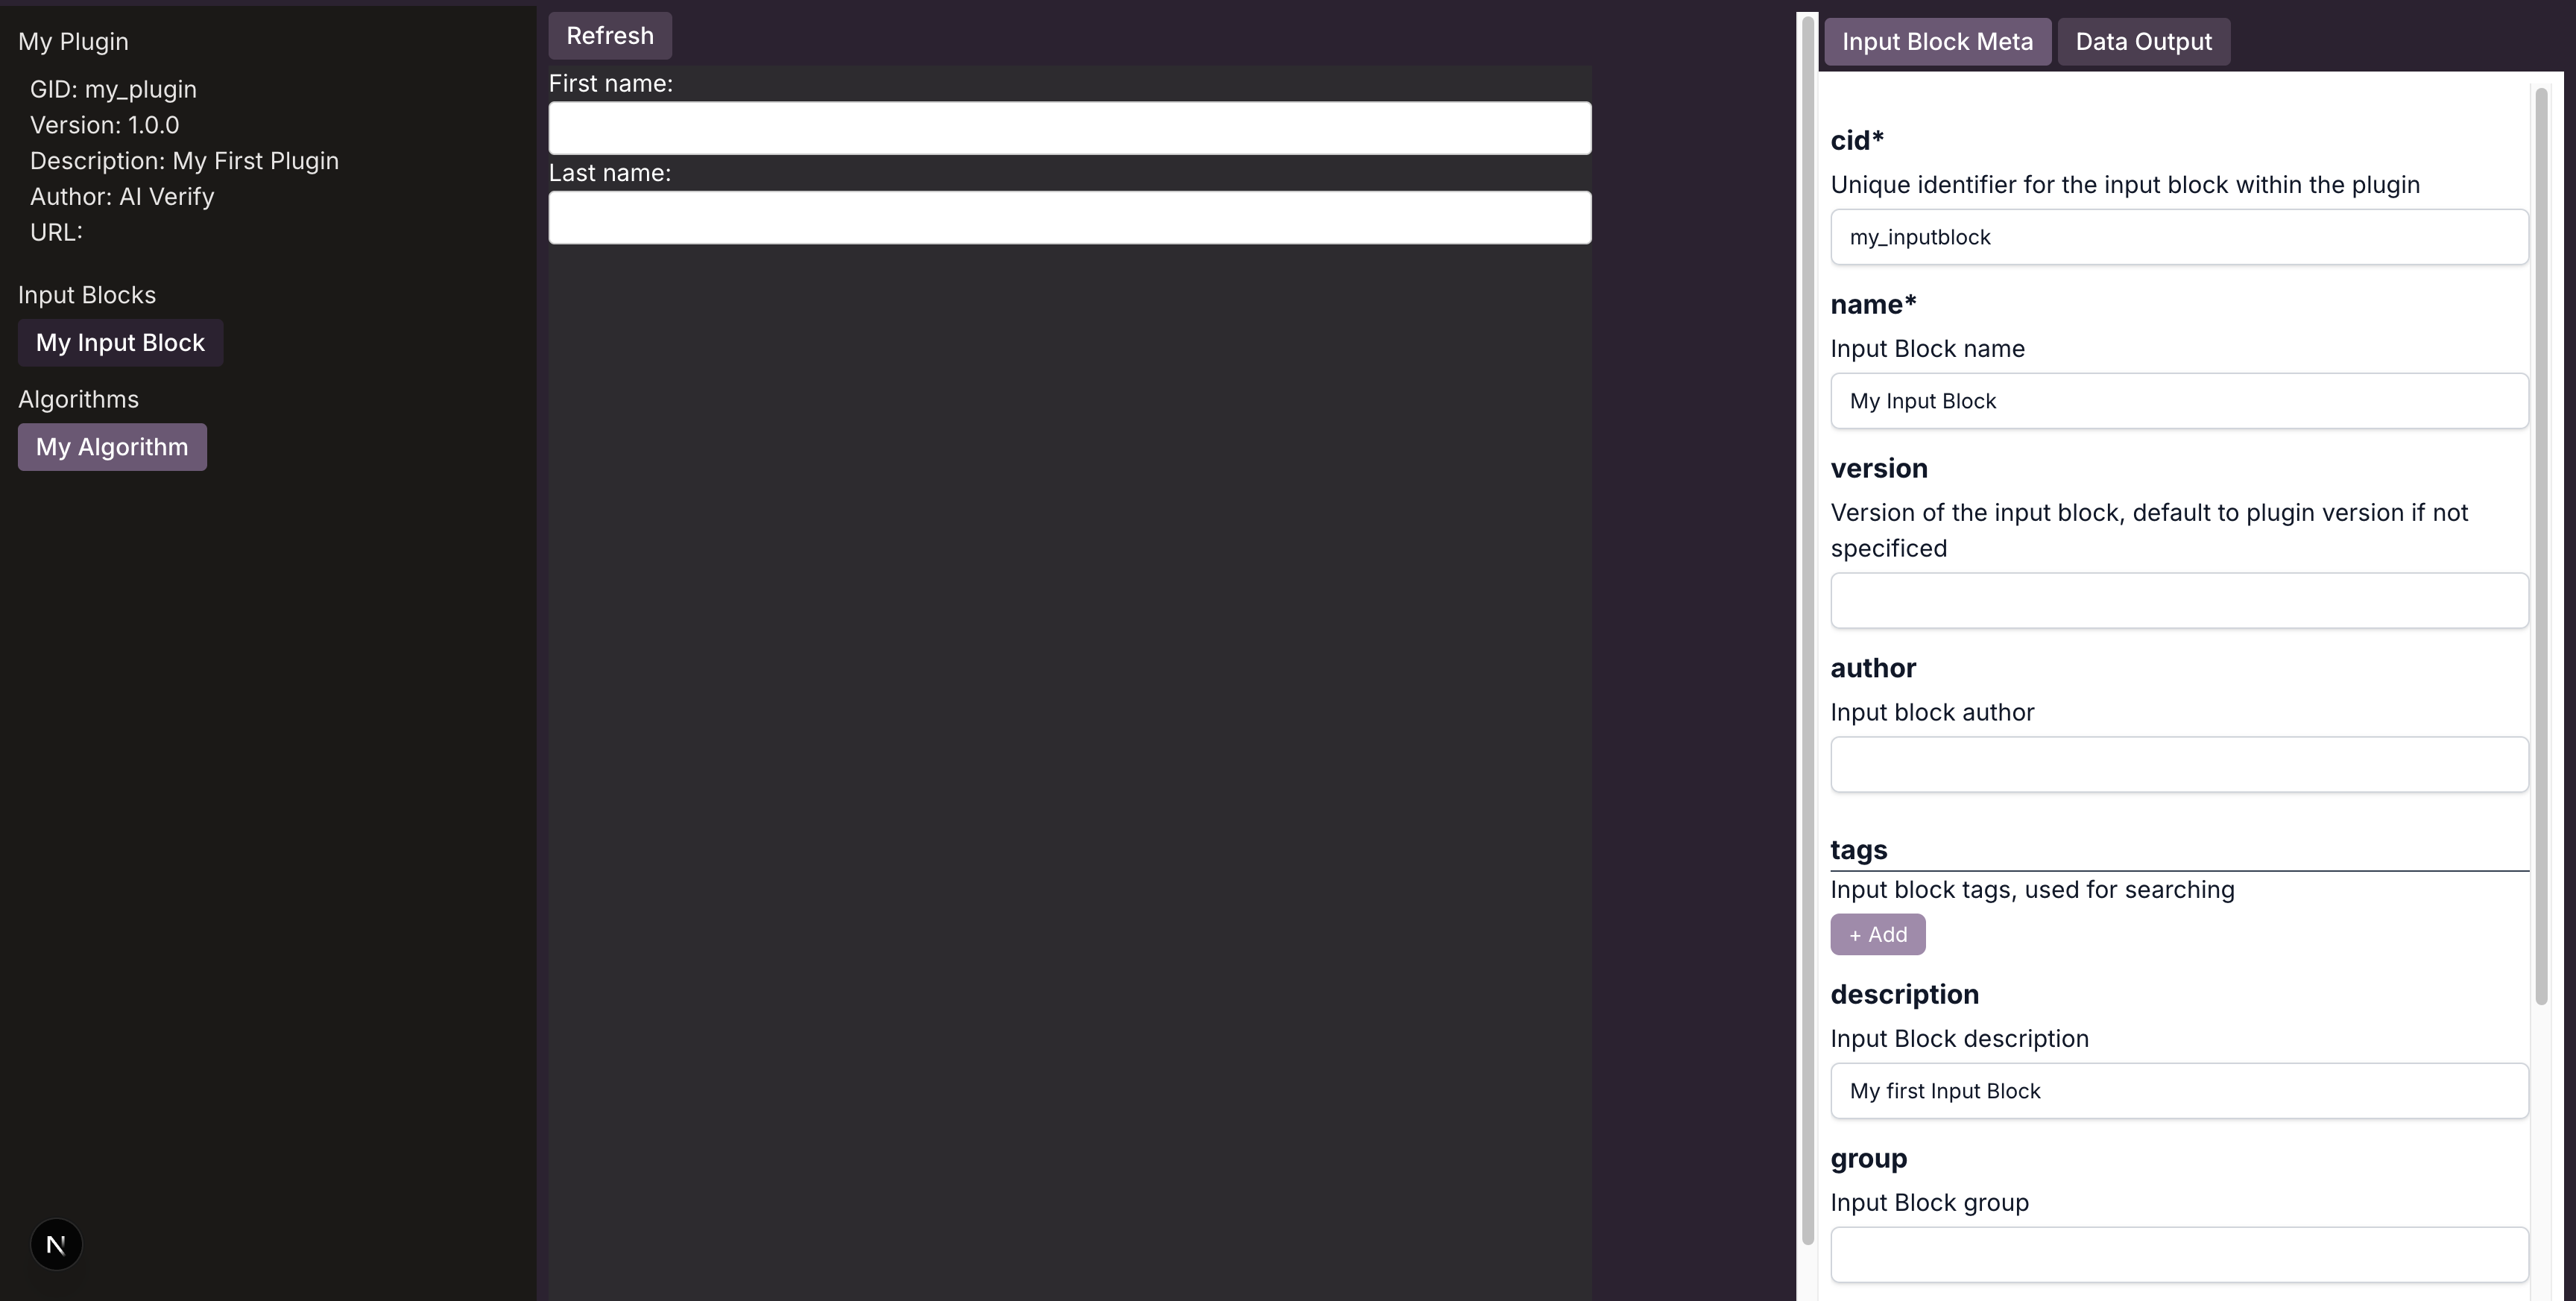 My Plugin
GID: my_plugin
Version: 1.0.0
Description: My First Plugin
Author: AI Verify
URL:
Input Blocks
My Input Block
Algorithms
My Algorithm
N
Refresh
First name:
Last name:
Input Block Meta
Data Output
cid*
Unique identifier for the input block within the plugin
my_inputblock
name*
Input Block name
My Input Block
version
Version of the input block, default to plugin version if not
specificed
author
Input block author
tags
Input block tags, used for searching
+ Add
description
Input Block description
My first Input Block
group
Input Block group